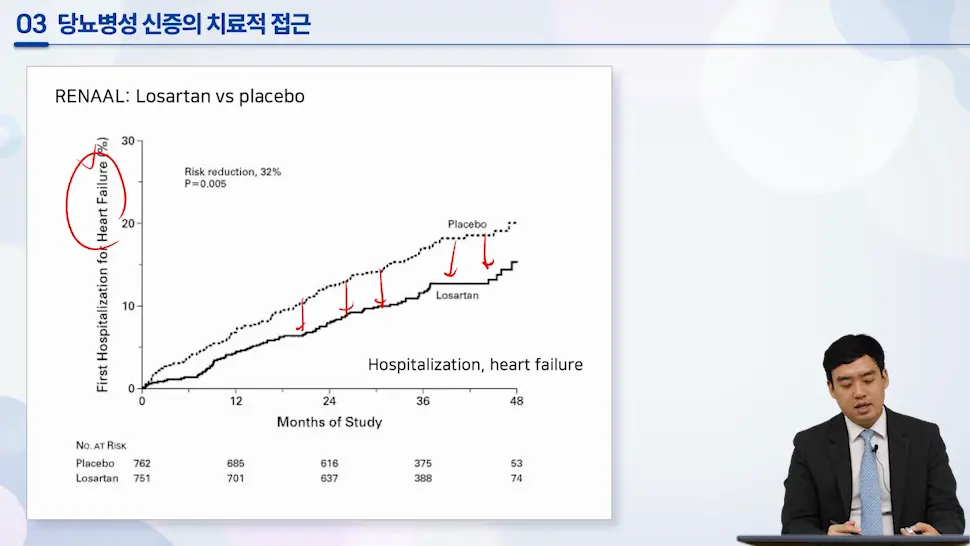 03 당뇨병성 신증의 치료적 접근
RENAAL: Losartan vs placebo
First Hospitalization for Heart Failure (%)
30
20
10
0
Risk reduction, 32%
P=0.005
Placebo
Losartan
Hospitalization, heart failure
0 12 24 36 48
Months of Study
NO. AT RISK
Placebo 762 685 616 375 53
Losartan 751 701 637 388 74